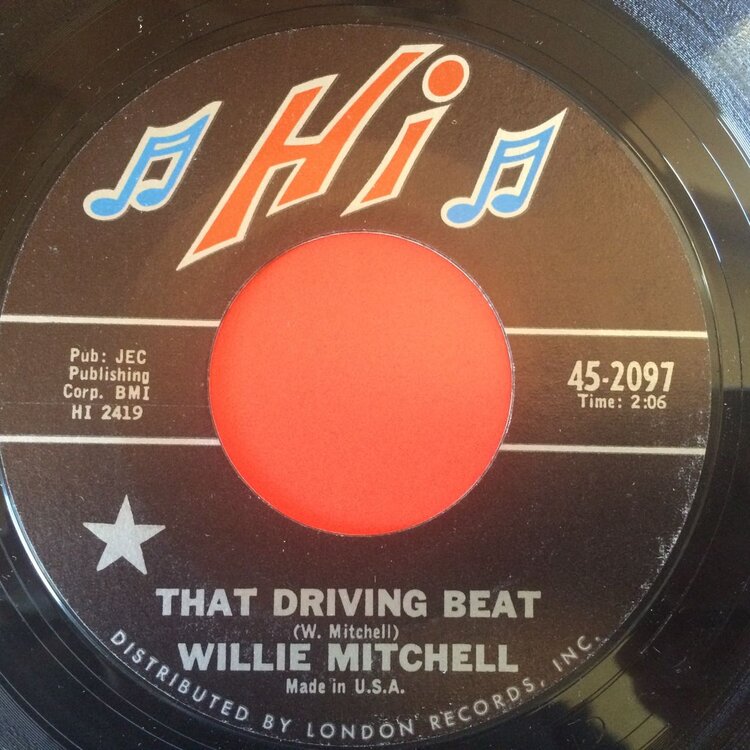 Hi
Pub: JEC
Publishing
Corp. BMI
HI 2419
45-2097
Time: 2:06
THAT DRIVING BEAT
(W. Mitchell)
WILLIE MITCHELL
Made in U.S.A.
DISTRIBUTED BY LONDON RECORDS, INC.